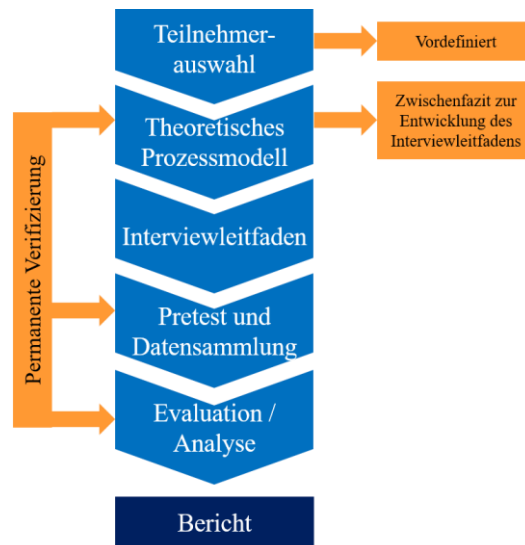 Teilnehmer-
auswahl
Vordefiniert
Theoretisches
Prozessmodell
Zwischenfazit zur
Entwicklung des
Interviewleitfadens
Permanente Verifizierung
Interviewleitfaden
Pretest und
Datensammlung
Evaluation /
Analyse
Bericht